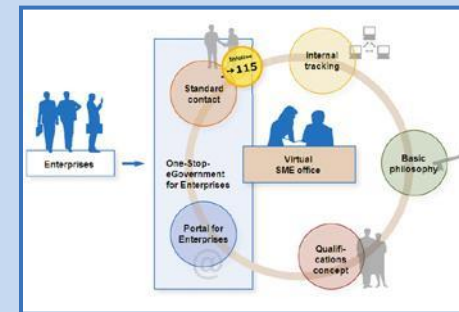 →115
Standard
contact
Internal
tracking
Enterprises
One-Stop-
eGovernment
for Enterprises
Virtual
SME office
Basic
philosophy
Portal for
Enterprises
@
Qualifi-
cations
concept